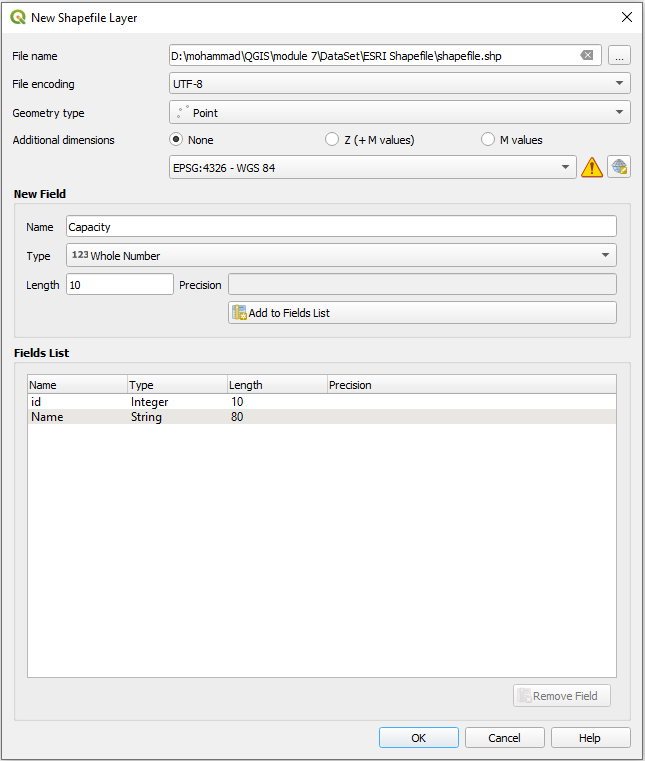 New Shapefile Layer
File name D:\mohammad\QGIS\module 7\DataSet\ESRI Shapefile\shapefile.shp ...
File encoding UTF-8
Geometry type Point
Additional dimensions None Z (+ M values) M values
EPSG:4326 - WGS 84
New Field
Name Capacity
Type 123 Whole Number
Length 10 Precision
Add to Fields List
Fields List
Name Type Length Precision
id Integer 10
Name String 80
Remove Field
OK Cancel Help